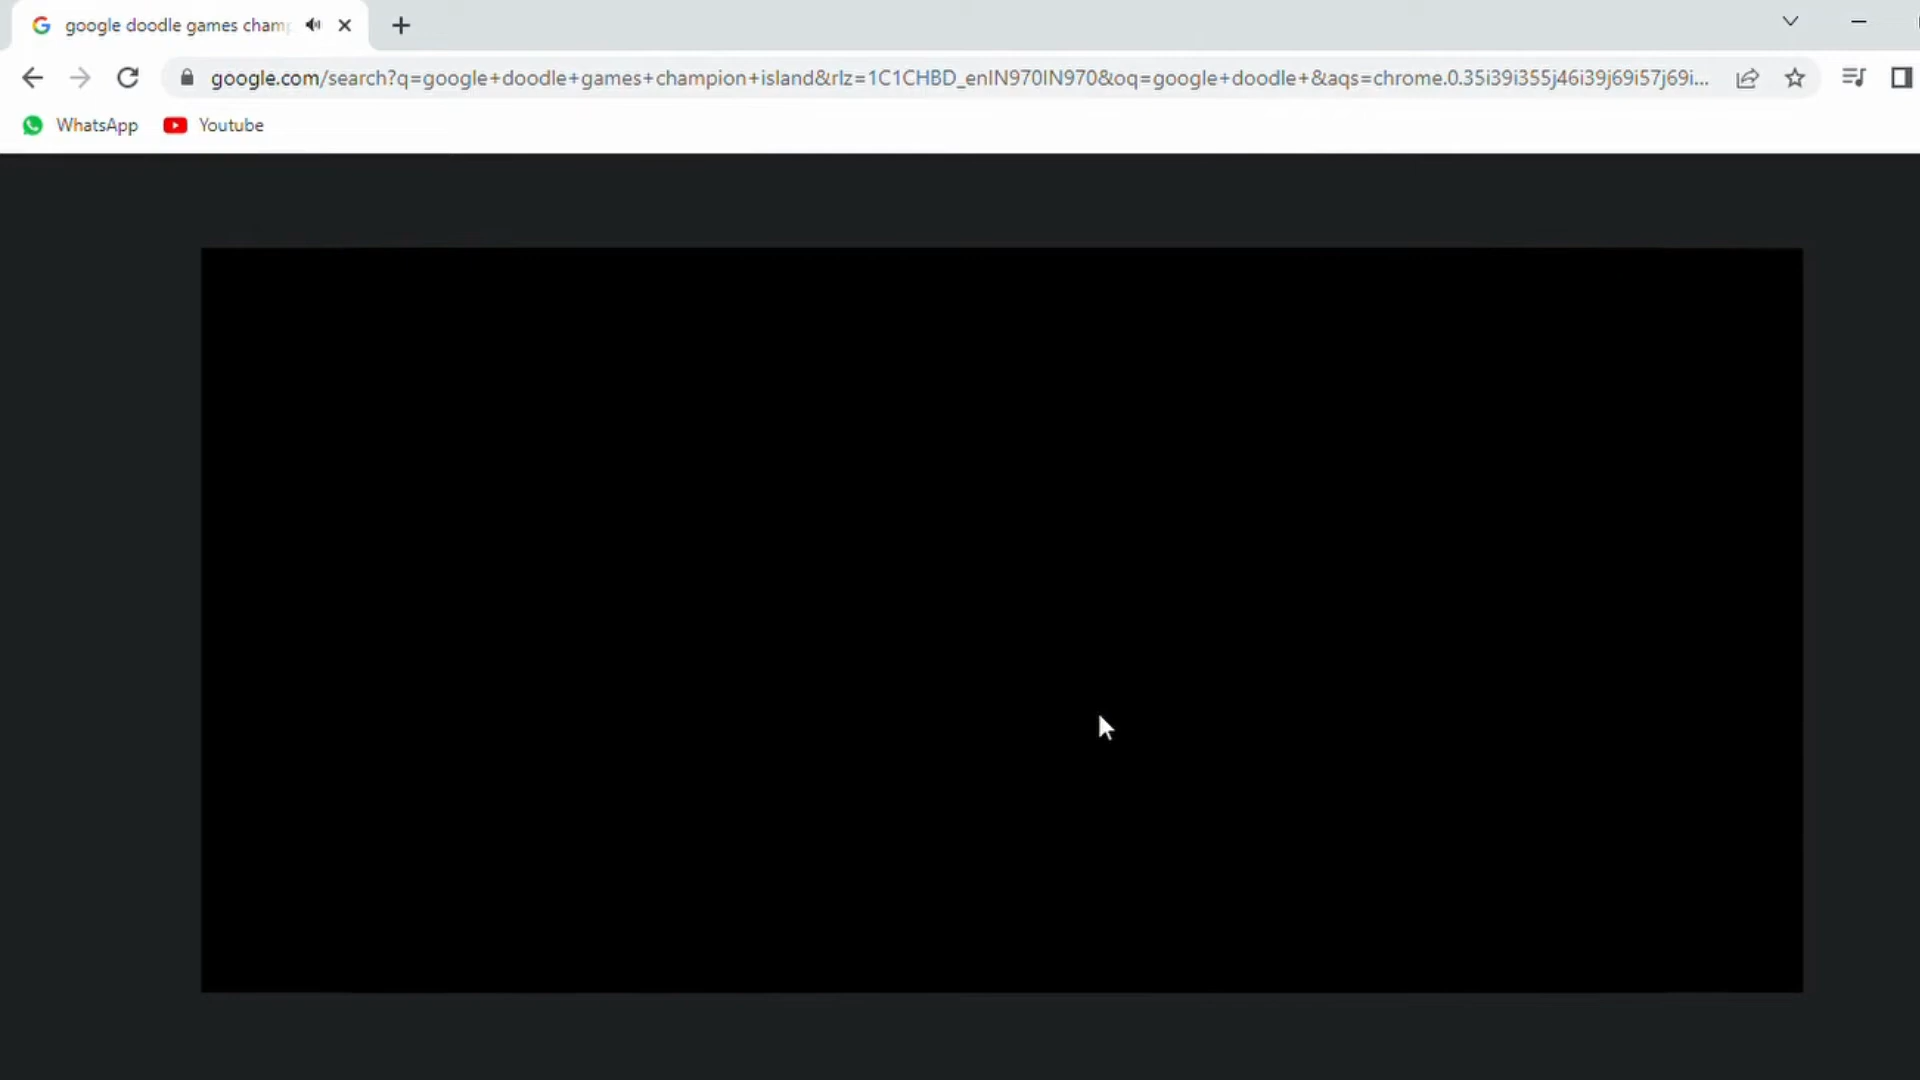 google doodle games champ
google.com/search?q=google+doodle+games+champion+island&rlz=1C1CHBD_enIN970IN970&oq=google+doodle+&aqs=chrome.0.35i39i355j46i39j69i57j69i...
WhatsApp
Youtube